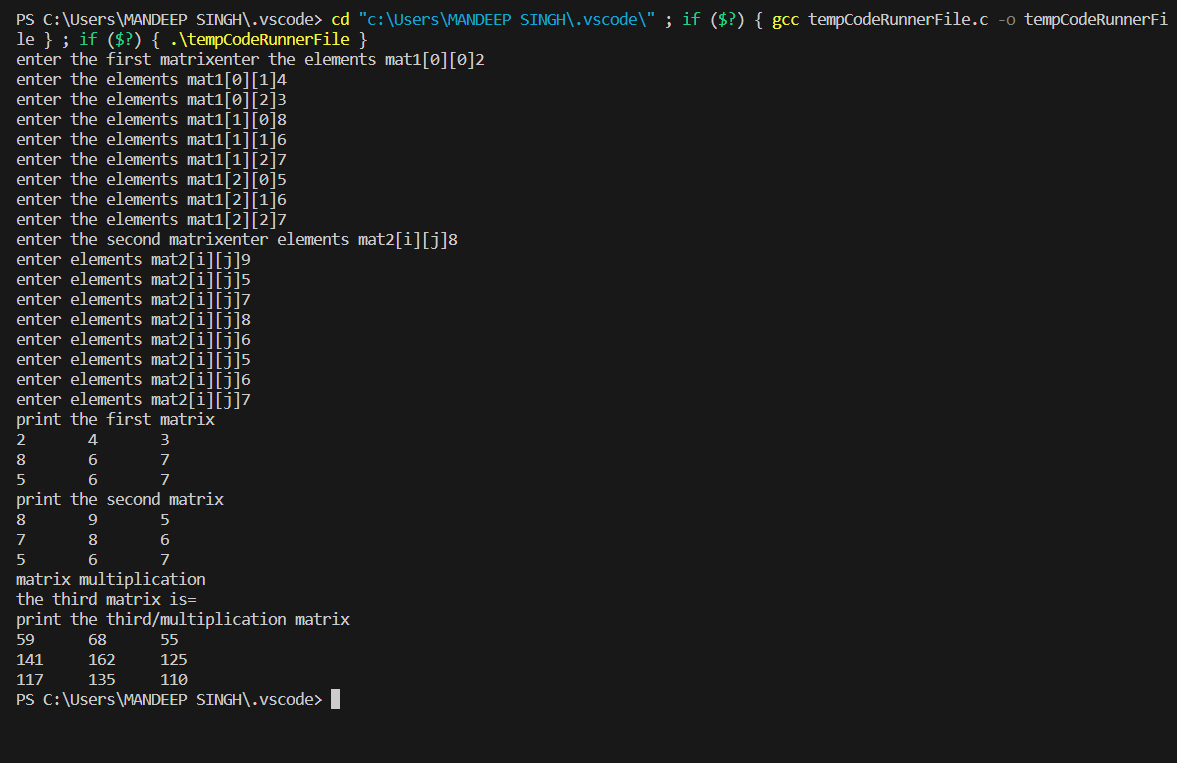 PS C:\Users\MANDEEP SINGH\.vscode> cd "c:\Users\MANDEEP SINGH\.vscode\" ; if ($?) { gcc tempCodeRunnerFile.c -o tempCodeRunnerFi
le } ; if ($?) { .\tempCodeRunnerFile }
enter the first matrixenter the elements mat1[0][0]2
enter the elements mat1[0][1]4
enter the elements mat1[0][2]3
enter the elements mat1[1][0]8
enter the elements mat1[1][1]6
enter the elements mat1[1][2]7
enter the elements mat1[2][0]5
enter the elements mat1[2][1]6
enter the elements mat1[2][2]7
enter the second matrixenter elements mat2[i][j]8
enter elements mat2[i][j]9
enter elements mat2[i][j]5
enter elements mat2[i][j]7
enter elements mat2[i][j]8
enter elements mat2[i][j]6
enter elements mat2[i][j]5
enter elements mat2[i][j]6
enter elements mat2[i][j]7
print the first matrix
2       4       3
8       6       7
5       6       7
print the second matrix
8       9       5
7       8       6
5       6       7
matrix multiplication
the third matrix is=
print the third/multiplication matrix
59      68      55
141     162     125
117     135     110
PS C:\Users\MANDEEP SINGH\.vscode>